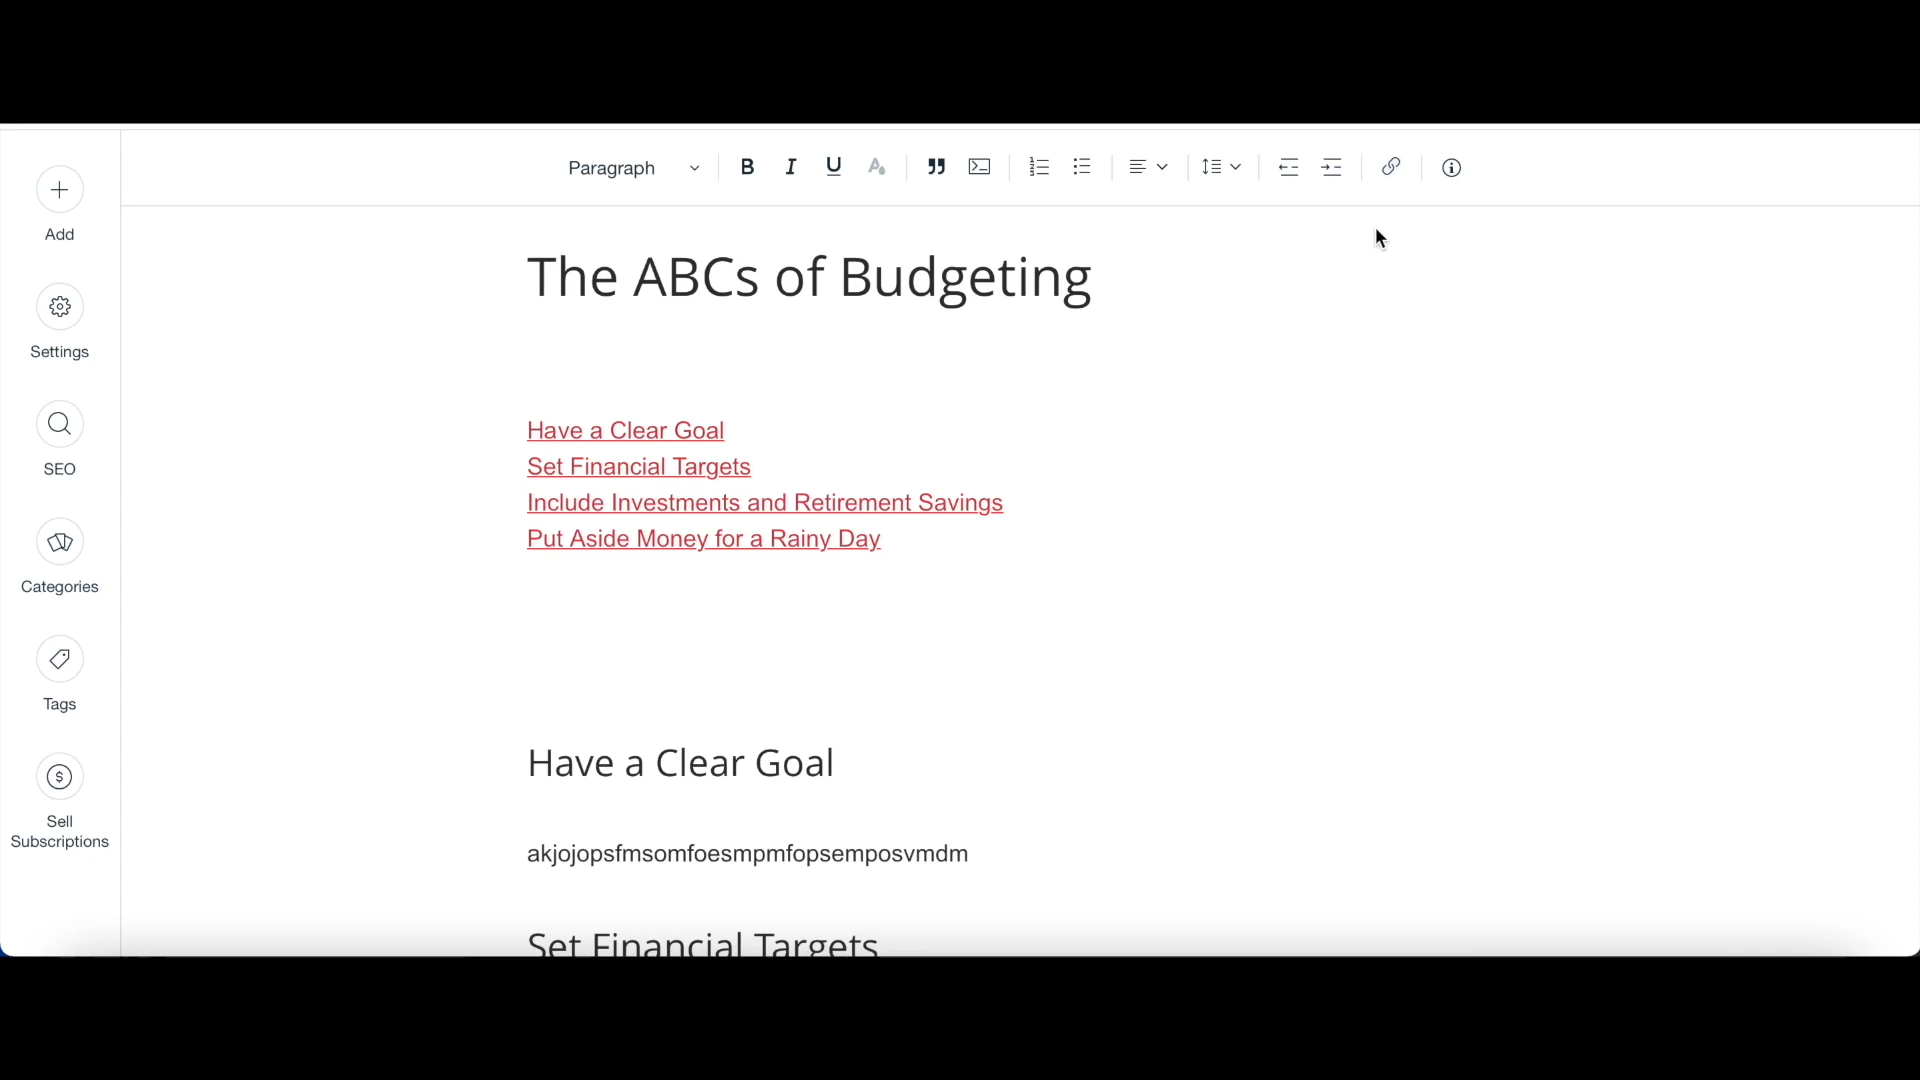 Paragraph
Add
Settings
SEO
Categories
Tags
Sell
Subscriptions
The ABCs of Budgeting
Have a Clear Goal
Set Financial Targets
Include Investments and Retirement Savings
Put Aside Money for a Rainy Day
Have a Clear Goal
akjojopsfmsomfoesmpmfopsemposvmdm
Set Financial Targets